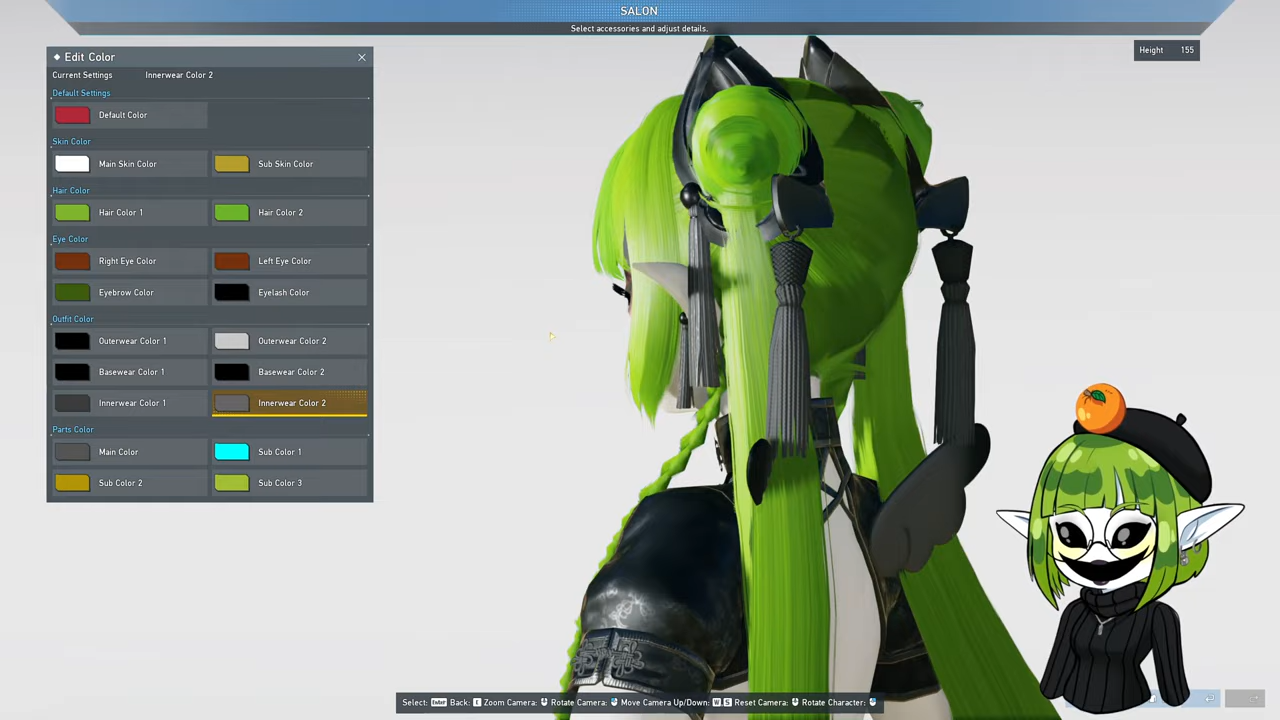 SALON
Select accessories and adjust details.
Height 155
Edit Color
Current Settings Innerwear Color 2
Default Settings
Default Color
Skin Color
Main Skin Color Sub Skin Color
Hair Color
Hair Color 1 Hair Color 2
Eye Color
Right Eye Color Left Eye Color
Eyebrow Color Eyelash Color
Outfit Color
Outerwear Color 1 Outerwear Color 2
Basewear Color 1 Basewear Color 2
Innerwear Color 1 Innerwear Color 2
Parts Color
Main Color Sub Color 1
Sub Color 2 Sub Color 3
Select: Enter Back: Zoom Camera: Rotate Camera: Move Camera Up/Down: W, S Reset Camera: Rotate Character: